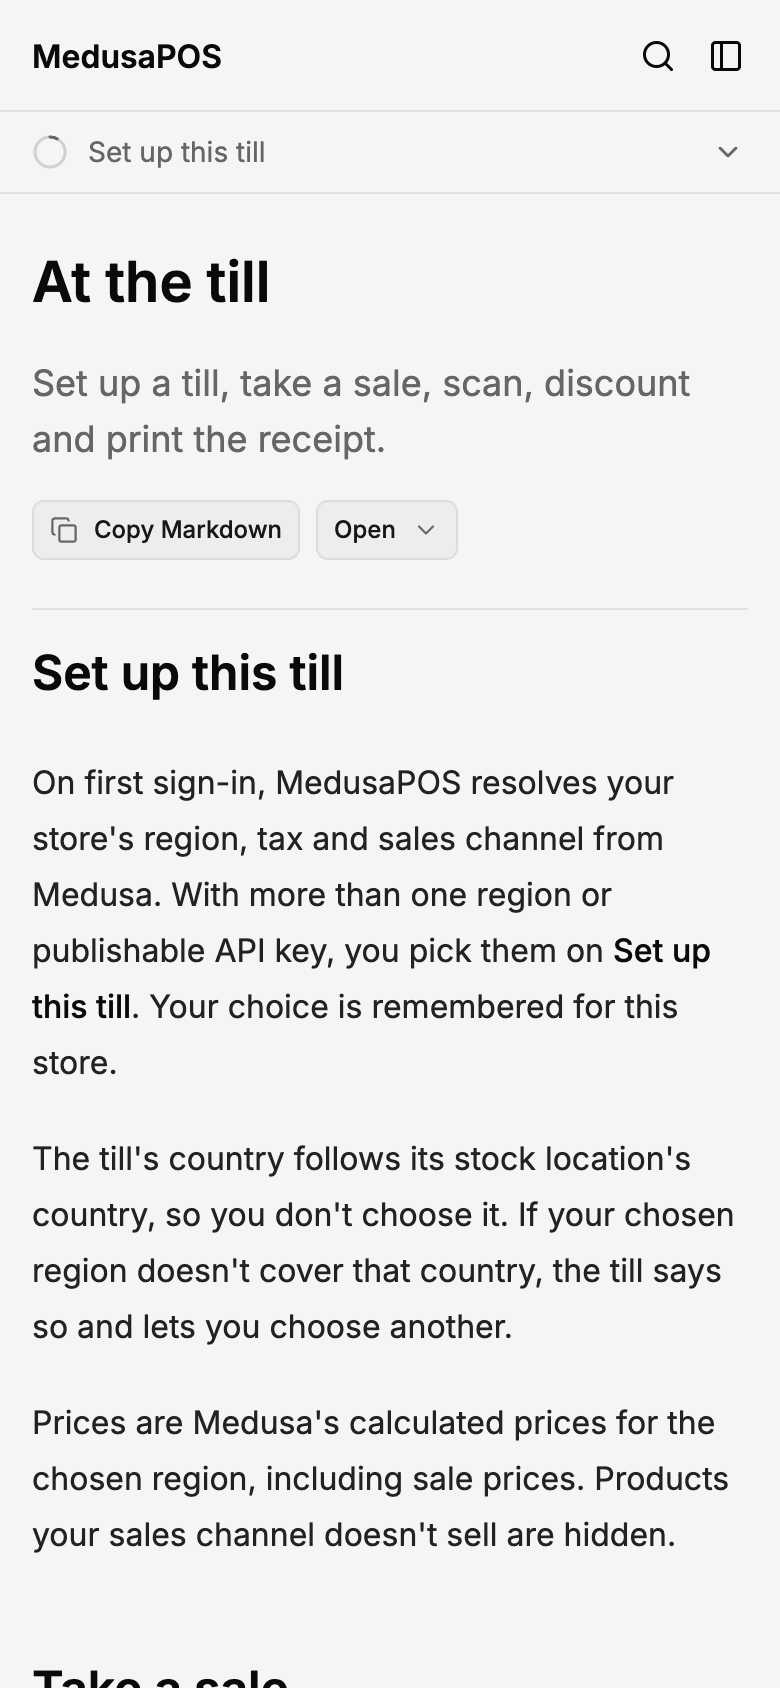 MedusaPOS
Set up this till
At the till
Set up a till, take a sale, scan, discount
and print the receipt.
Copy Markdown
Open
Set up this till
On first sign-in, MedusaPOS resolves your
store's region, tax and sales channel from
Medusa. With more than one region or
publishable API key, you pick them on Set up
this till. Your choice is remembered for this
store.
The till's country follows its stock location's
country, so you don't choose it. If your chosen
region doesn't cover that country, the till says
so and lets you choose another.
Prices are Medusa's calculated prices for the
chosen region, including sale prices. Products
your sales channel doesn't sell are hidden.
Take a sale